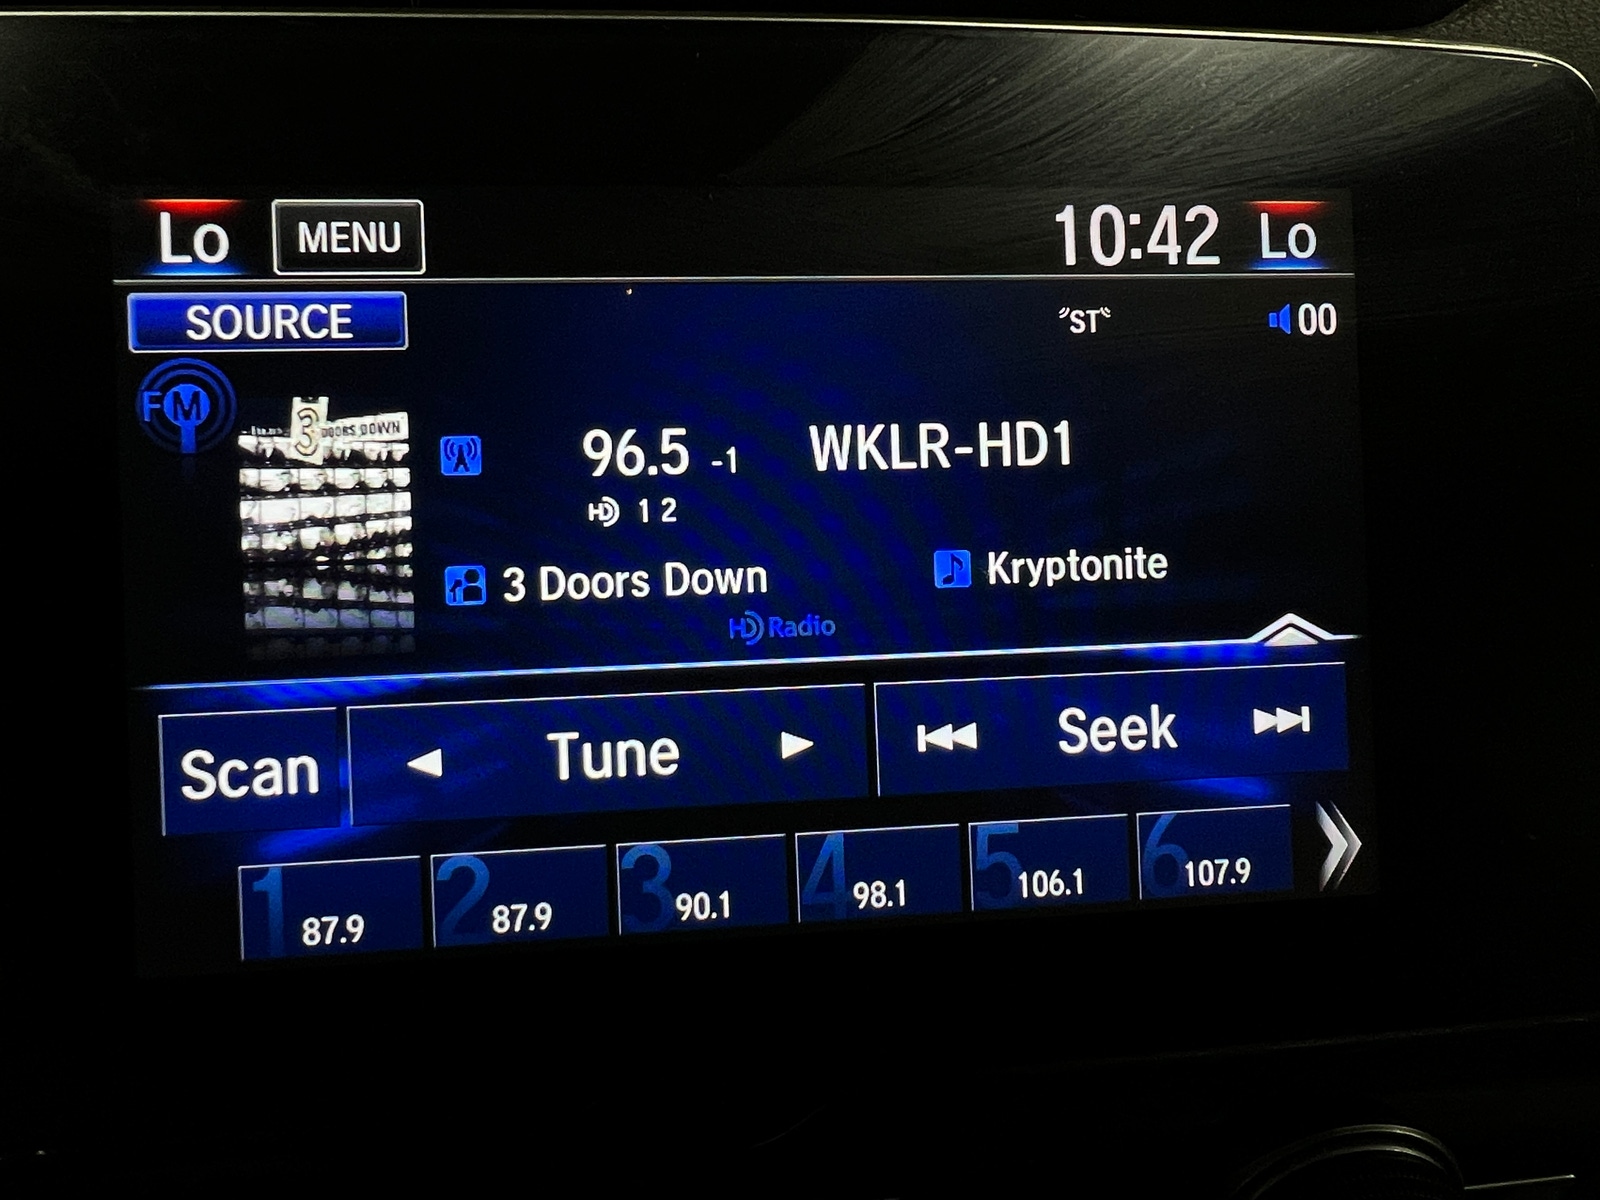 Lo MENU 10:42 Lo
SOURCE "ST" 00
FM
3 DOORS DOWN
96.5 -1 WKLR-HD1
HD 1 2
3 Doors Down Kryptonite
HD Radio
Scan Tune Seek
1 87.9 2 87.9 3 90.1 4 98.1 5 106.1 6 107.9